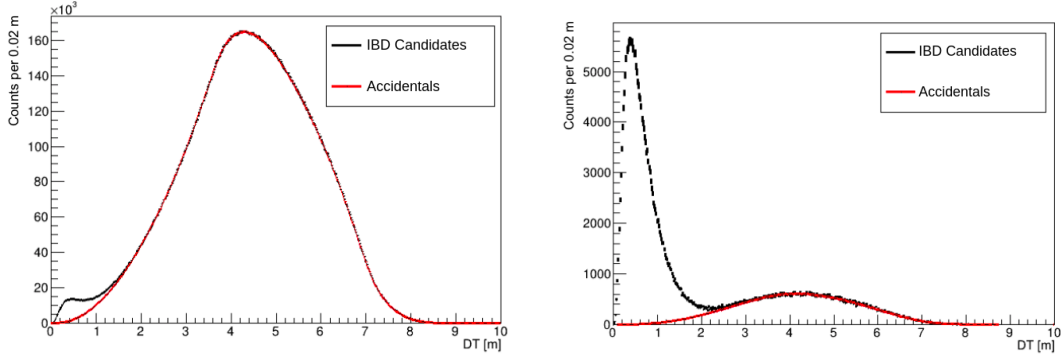 ×10³
160
140
120
100
80
60
40
20
0
Counts per 0.02 m
IBD Candidates
Accidentals
0 1 2 3 4 5 6 7 8 9 10
DT [m]
5000
4000
3000
2000
1000
0
Counts per 0.02 m
IBD Candidates
Accidentals
0 1 2 3 4 5 6 7 8 9 10
DT [m]